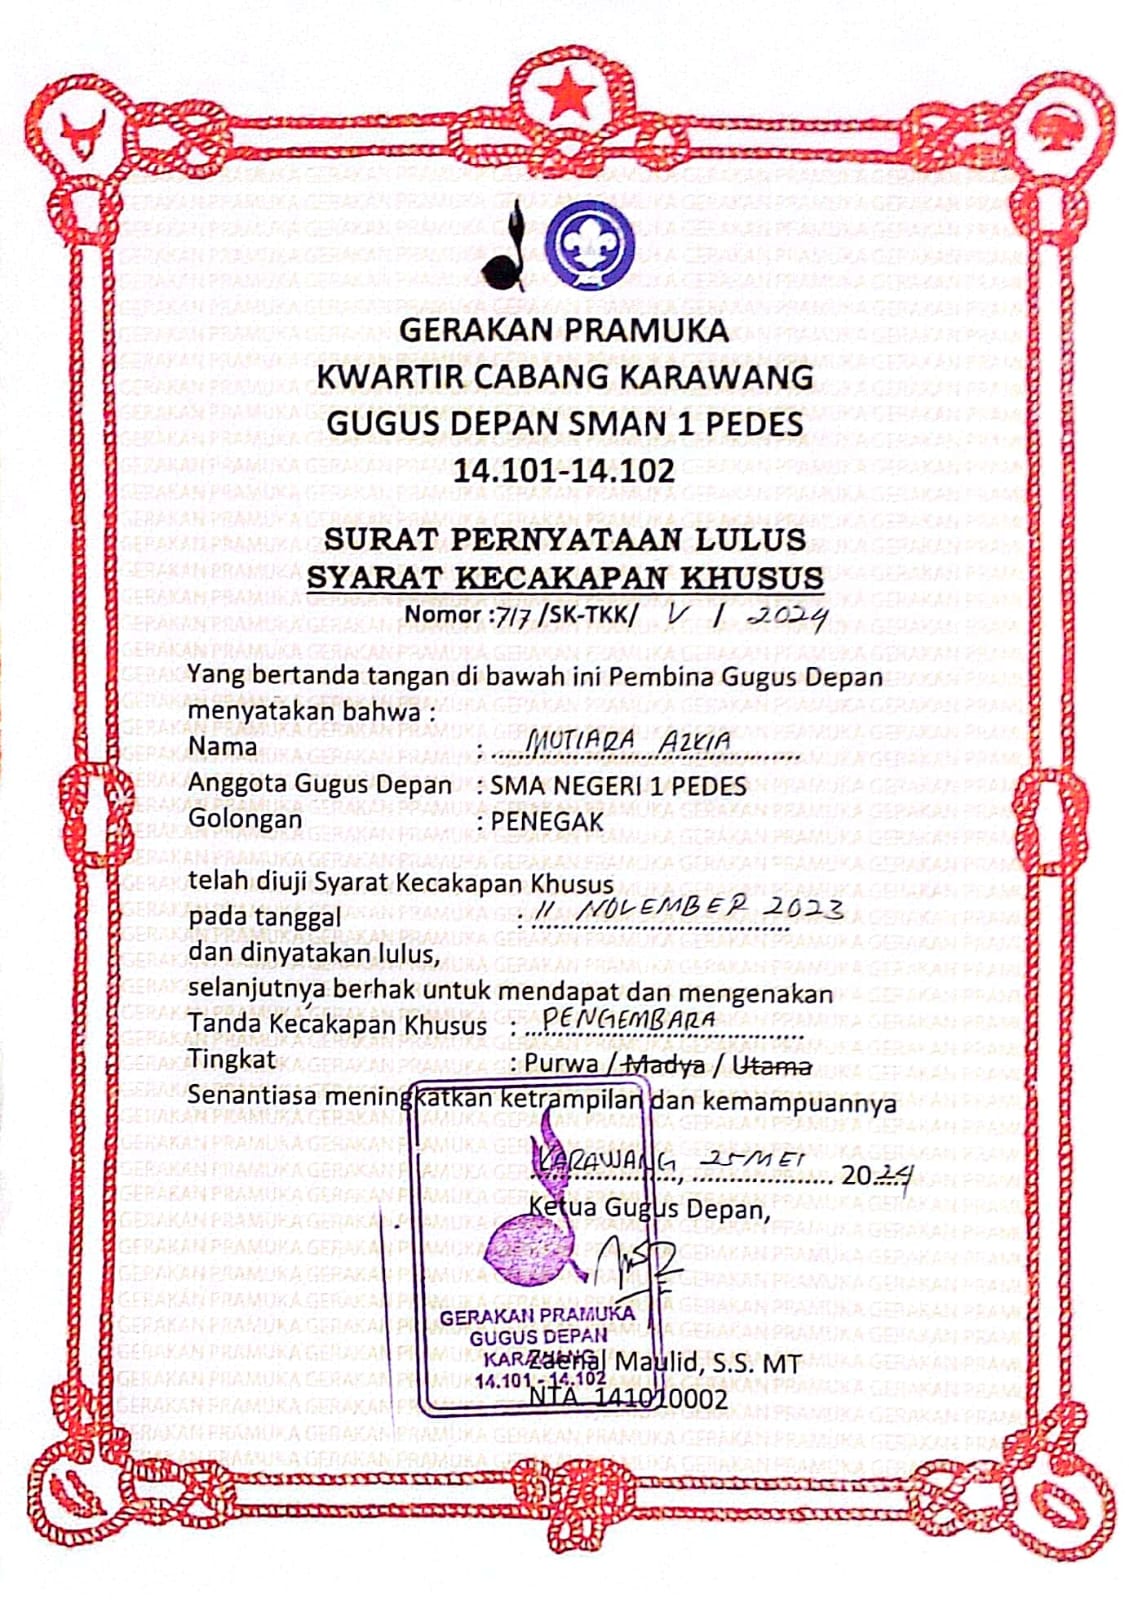 GERAKAN PRAMUKA
KWARTIR CABANG KARAWANG
GUGUS DEPAN SMAN 1 PEDES
14.101-14.102
SURAT PERNYATAAN LULUS
SYARAT KECAKAPAN KHUSUS
Nomor :717/SK-TKK/ V / 2024
Yang bertanda tangan di bawah ini Pembina Gugus Depan
menyatakan bahwa :
Nama : MUTIARA AZKIA
Anggota Gugus Depan : SMA NEGERI 1 PEDES
Golongan : PENEGAK
telah diuji Syarat Kecakapan Khusus
pada tanggal : 11 NOVEMBER 2023
dan dinyatakan lulus,
selanjutnya berhak untuk mendapat dan mengenakan
Tanda Kecakapan Khusus : PENGEMBARA
Tingkat : Purwa / Madya / Utama
Senantiasa meningkatkan ketrampilan dan kemampuannya
KARAWANG, 25 MEI 2024
Ketua Gugus Depan,
GERAKAN PRAMUKA
GUGUS DEPAN
KARAWANG
14.101 - 14.102
Zaenal Maulid, S.S. MT
NTA 141010002